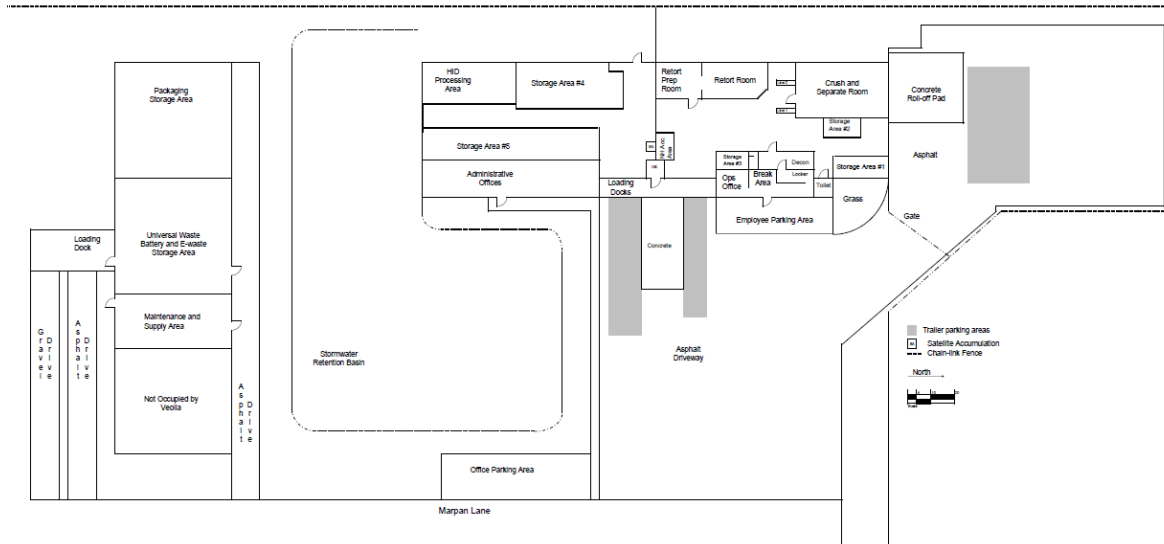 Packaging
Storage Area
Loading
Dock
Universal Waste
Battery and E-waste
Storage Area
Maintenance and
Supply Area
Not Occupied by
Veolia
Gravel
Drive
Asphalt
Drive
Asphalt
Drive
Stormwater
Retention Basin
HID
Processing
Area
Storage Area #4
Storage Area #5
Administrative
Offices
Office Parking Area
Marpan Lane
Retort
Prep
Room
Retort Room
Crush and
Separate Room
Concrete
Roll-off Pad
Storage
Area #2
Storage
Area #3
Ops
Office
Break
Area
Decon
Locker
Toilet
Storage Area #1
Loading
Docks
Employee Parking Area
Grass
Asphalt
Gate
Concrete
Asphalt
Driveway
Trailer parking areas
Satellite Accumulation
Chain-link Fence
North